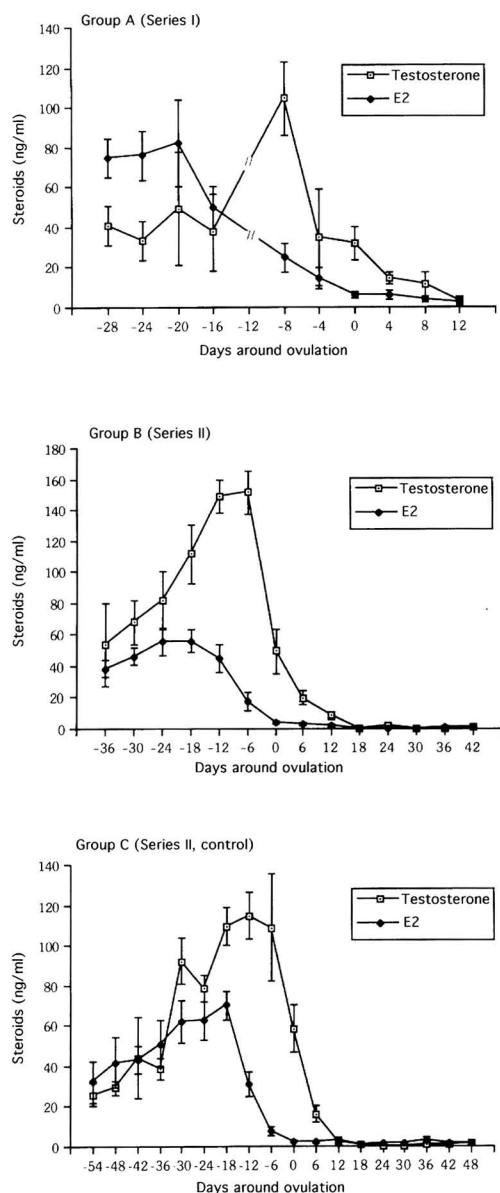 Group A (Series I)
140
120
100
80
60
40
20
0
Steroids (ng/ml)
Testosterone
E2
-28 -24 -20 -16 -12 -8 -4 0 4 8 12
Days around ovulation
Group B (Series II)
180
160
140
120
100
80
60
40
20
0
Steroids (ng/ml)
Testosterone
E2
-36 -30 -24 -18 -12 -6 0 6 12 18 24 30 36 42
Days around ovulation
Group C (Series II, control)
140
120
100
80
60
40
20
0
Steroids (ng/ml)
Testosterone
E2
-54 -48 -42 -36 -30 -24 -18 -12 -6 0 6 12 18 24 30 36 42 48
Days around ovulation